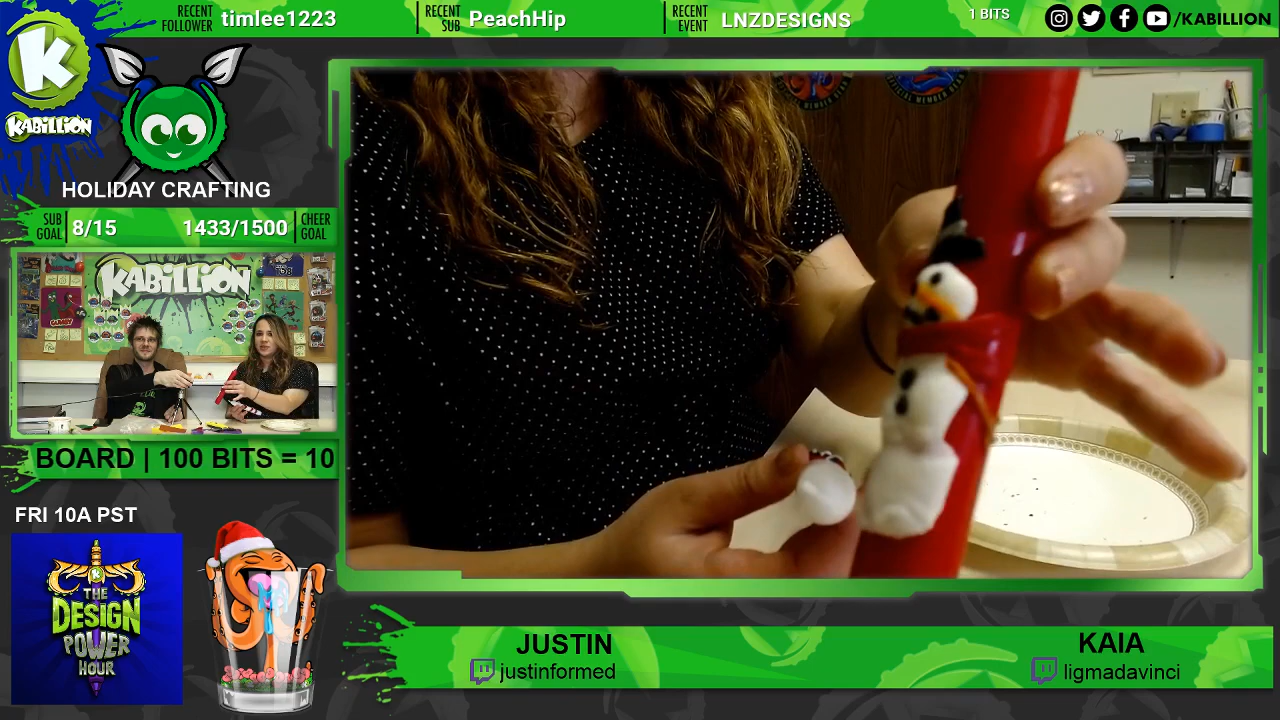 RECENT FOLLOWER timlee1223
RECENT SUB PeachHip
RECENT EVENT LNZDESIGNS
1 BITS
/KABILLION
K
KABILLION
HOLIDAY CRAFTING
SUB GOAL 8/15
1433/1500 CHEER GOAL
KABILLION
BOARD | 100 BITS = 10
FRI 10A PST
THE
DESIGN
POWER
HOUR
OFFICIAL MEMBER
JUSTIN
justinformed
KAIA
ligmadavinci